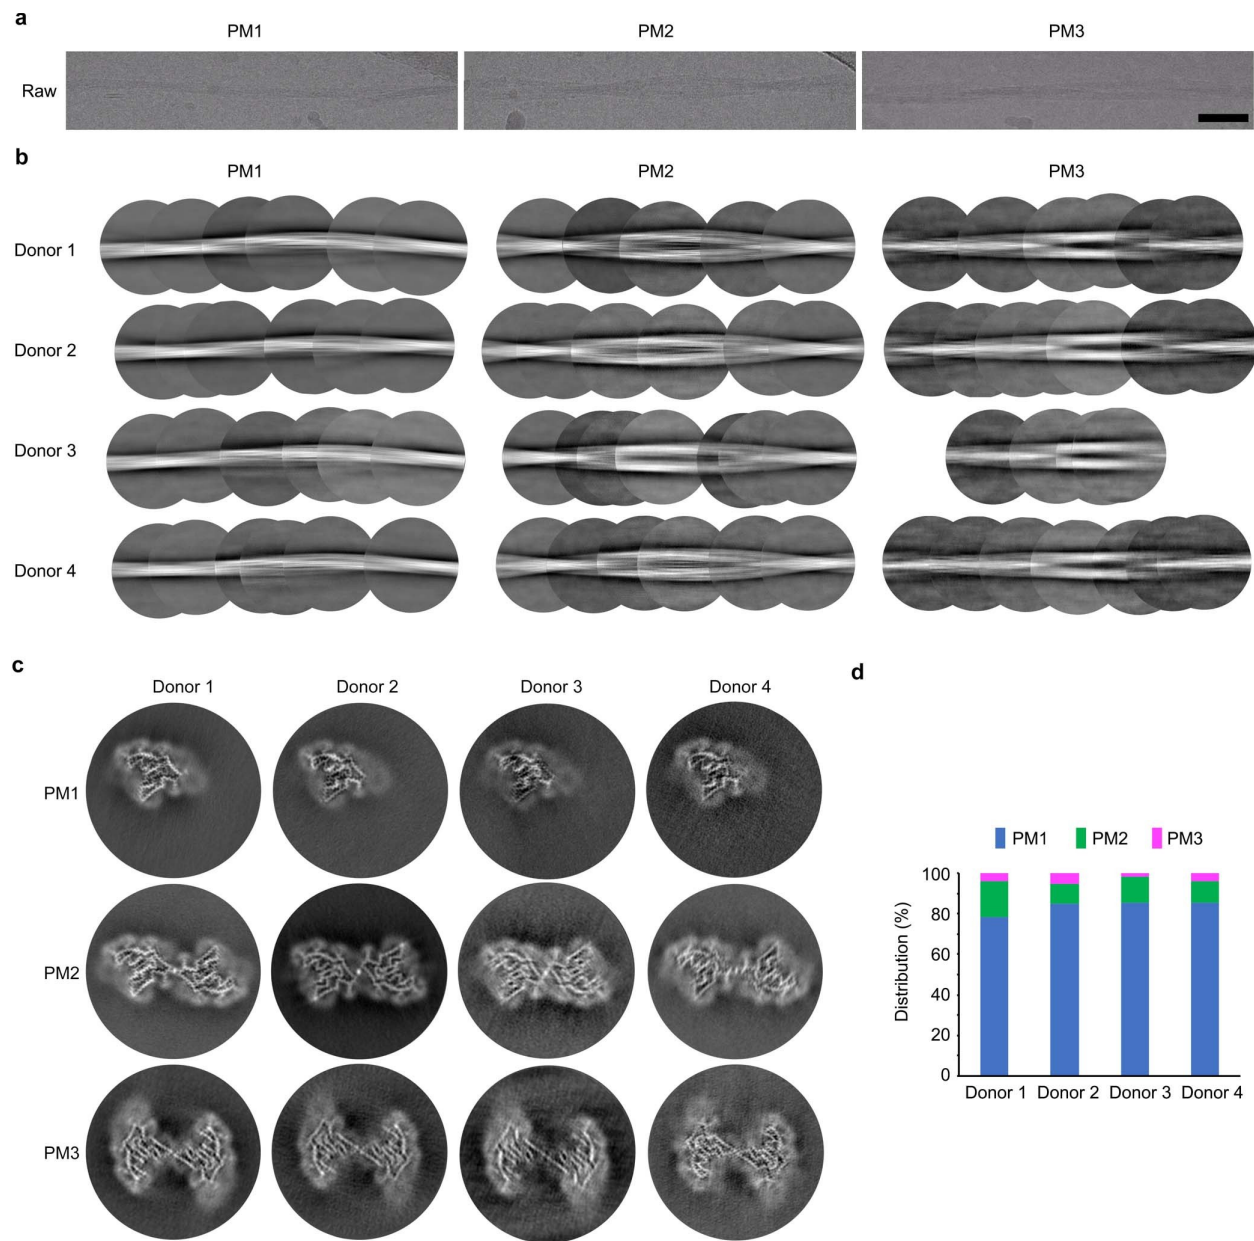 a
PM1 PM2 PM3
Raw
b
PM1 PM2 PM3
Donor 1
Donor 2
Donor 3
Donor 4
c
Donor 1 Donor 2 Donor 3 Donor 4
PM1
PM2
PM3
d
PM1 PM2 PM3
Distribution (%)
100
80
60
40
20
0
Donor 1 Donor 2 Donor 3 Donor 4